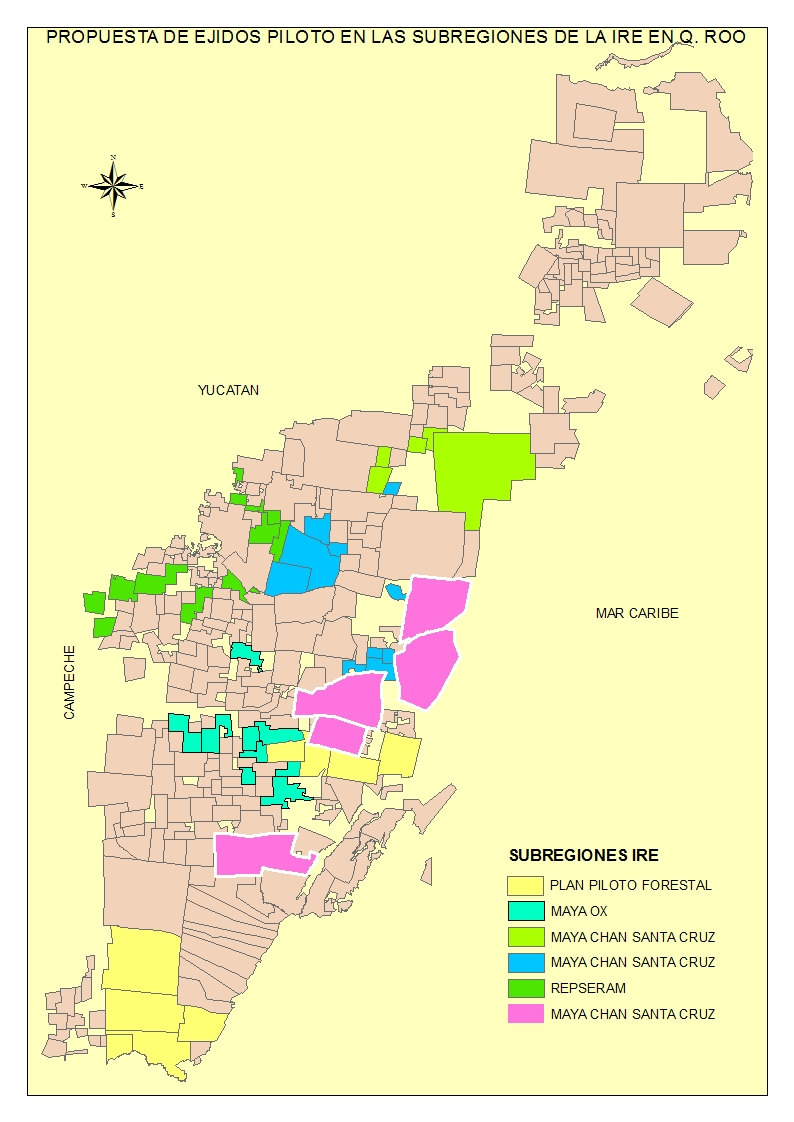 PROPUESTA DE EJIDOS PILOTO EN LAS SUBREGIONES DE LA IRE EN Q. ROO
N
W E
S
YUCATAN
MAR CARIBE
CAMPECHE
SUBREGIONES IRE
PLAN PILOTO FORESTAL
MAYA OX
MAYA CHAN SANTA CRUZ
MAYA CHAN SANTA CRUZ
REPSERAM
MAYA CHAN SANTA CRUZ